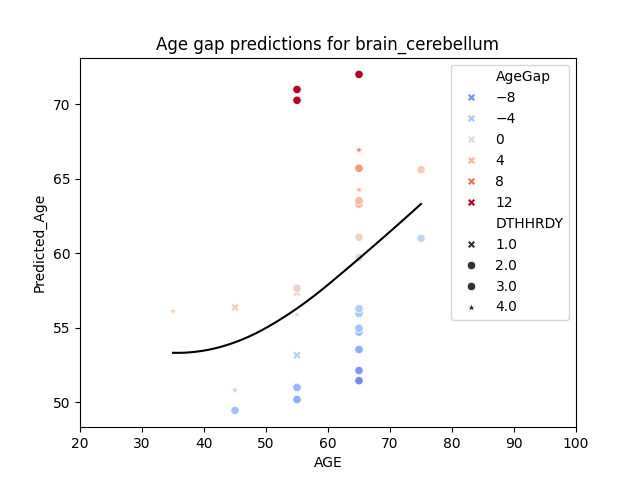 Age gap predictions for brain_cerebellum
Predicted_Age
70
65
60
55
50
20 30 40 50 60 70 80 90 100
AGE
AgeGap
−8
−4
0
4
8
12
DTHHRDY
1.0
2.0
3.0
4.0